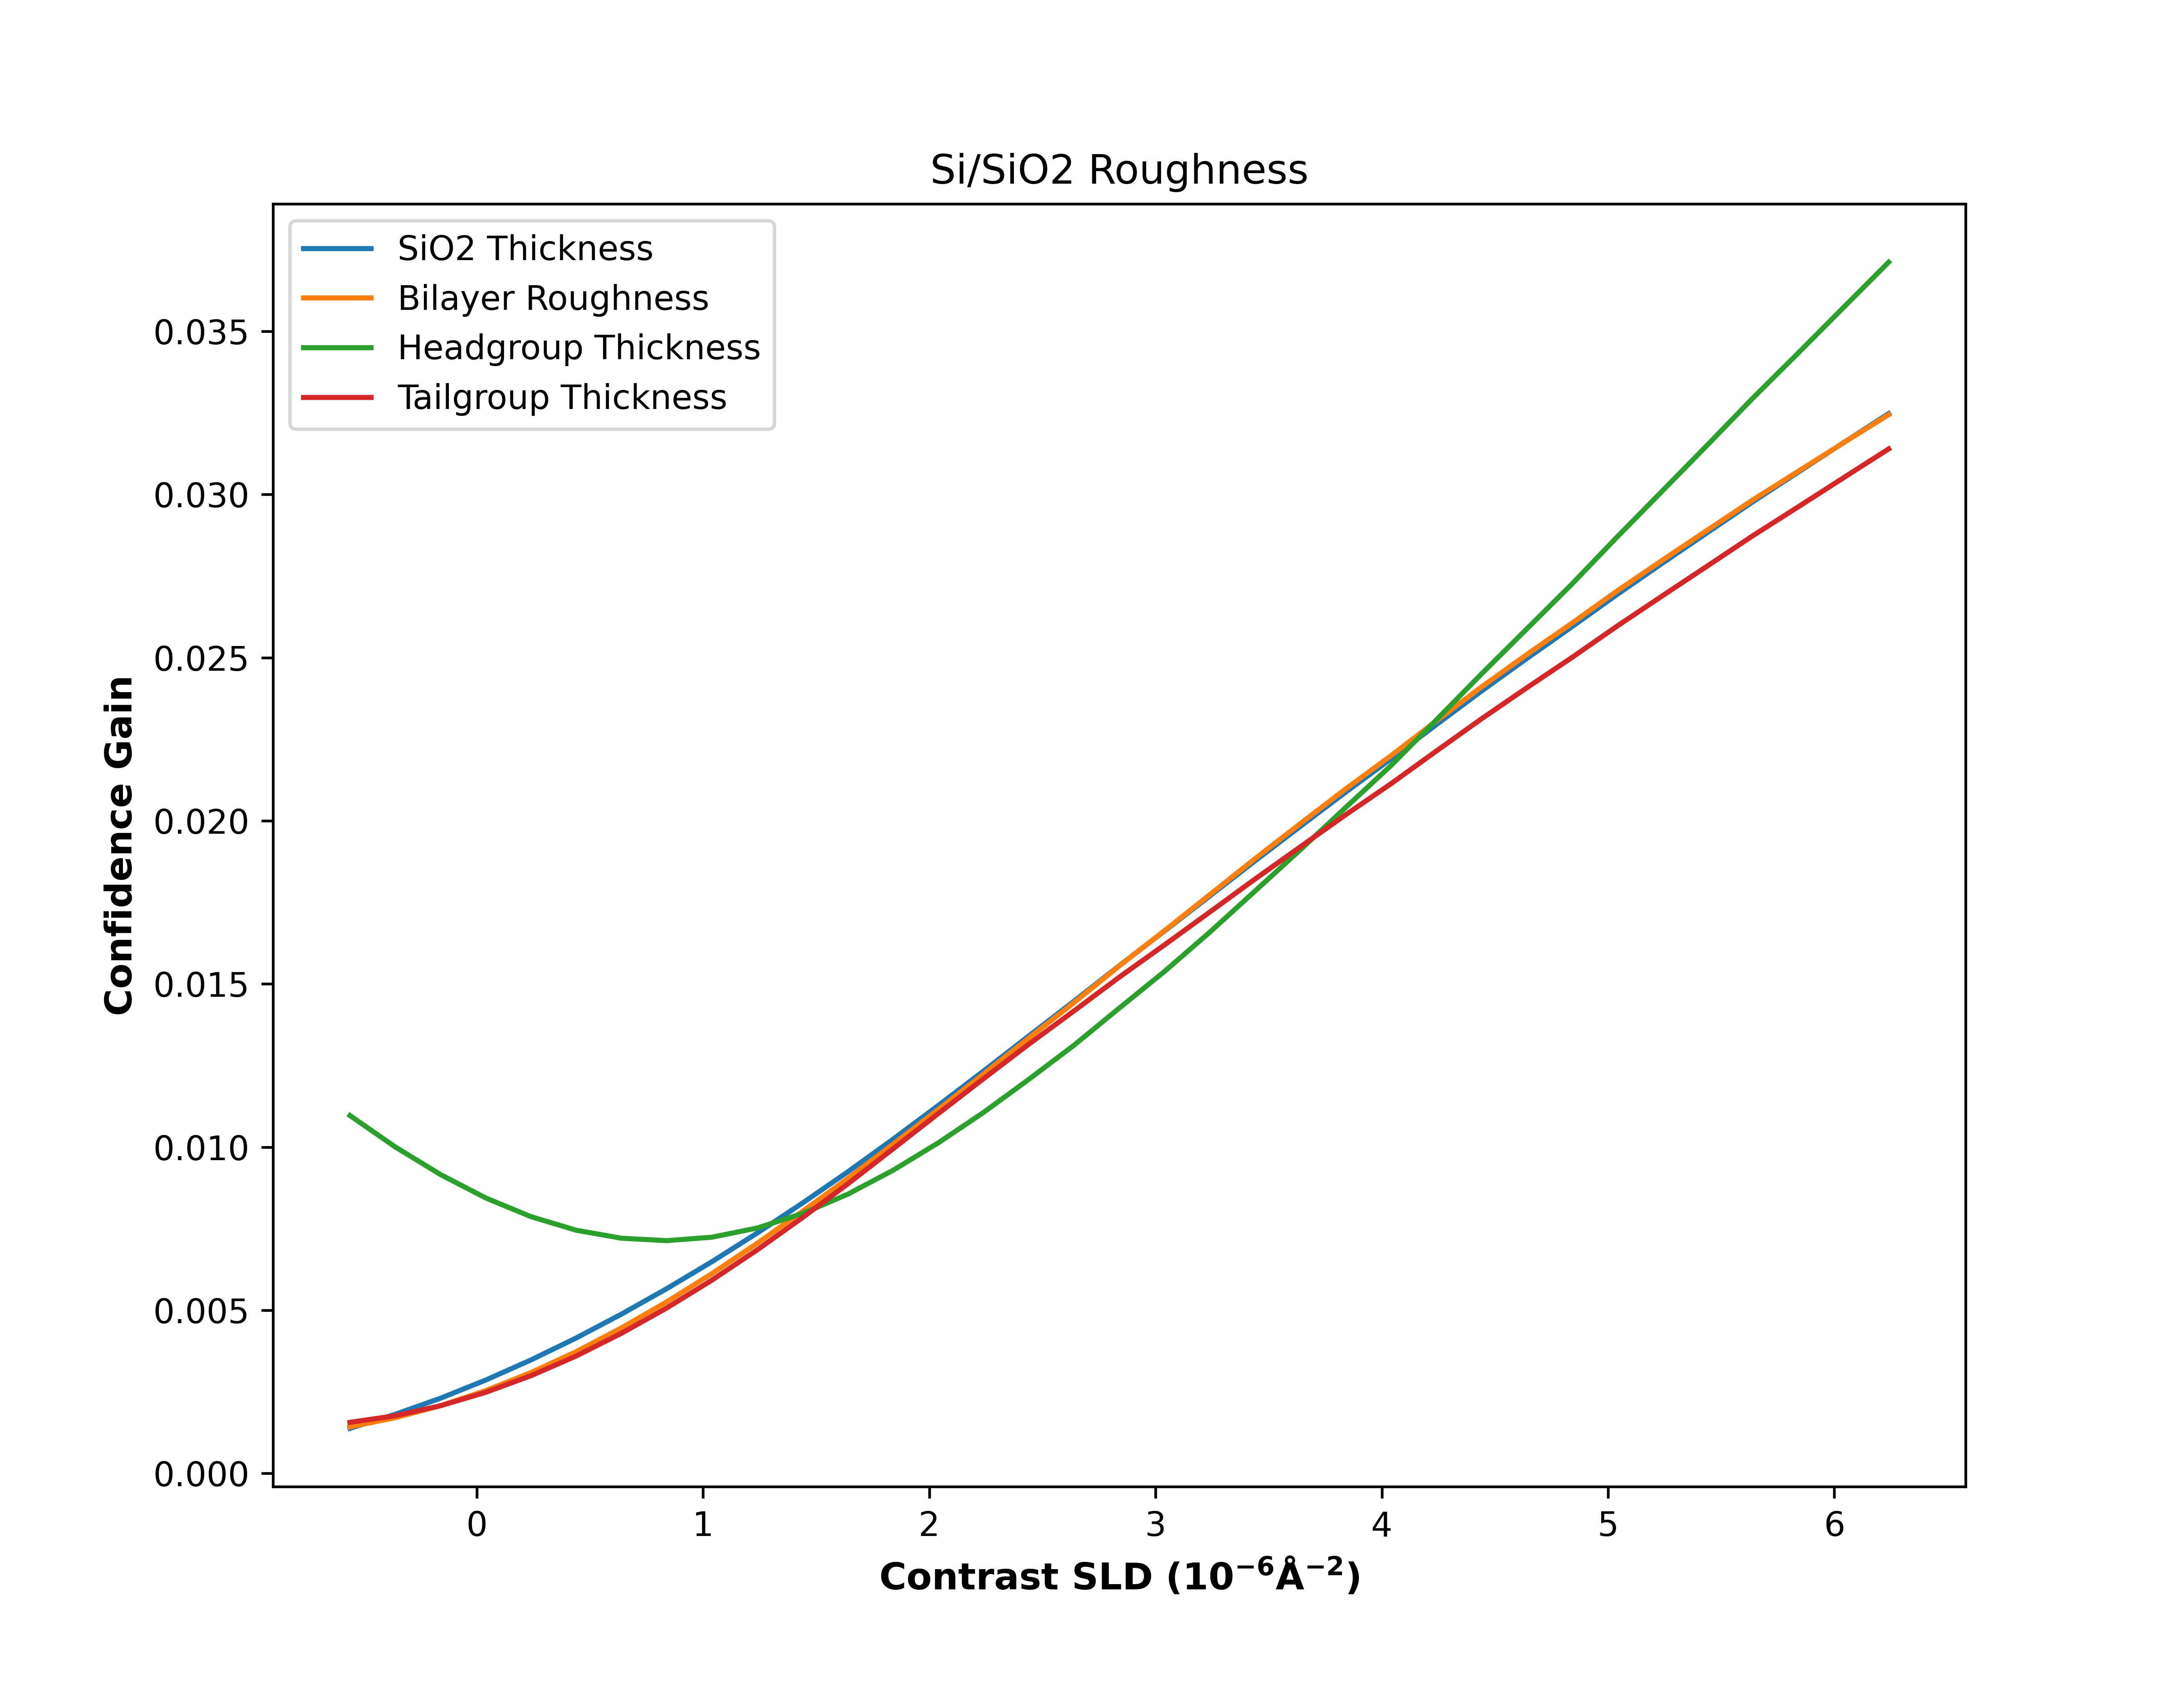 Si/SiO2 Roughness
SiO2 Thickness
Bilayer Roughness
Headgroup Thickness
Tailgroup Thickness
Confidence Gain
0.035
0.030
0.025
0.020
0.015
0.010
0.005
0.000
0 1 2 3 4 5 6
Contrast SLD (10⁻⁶Å⁻²)